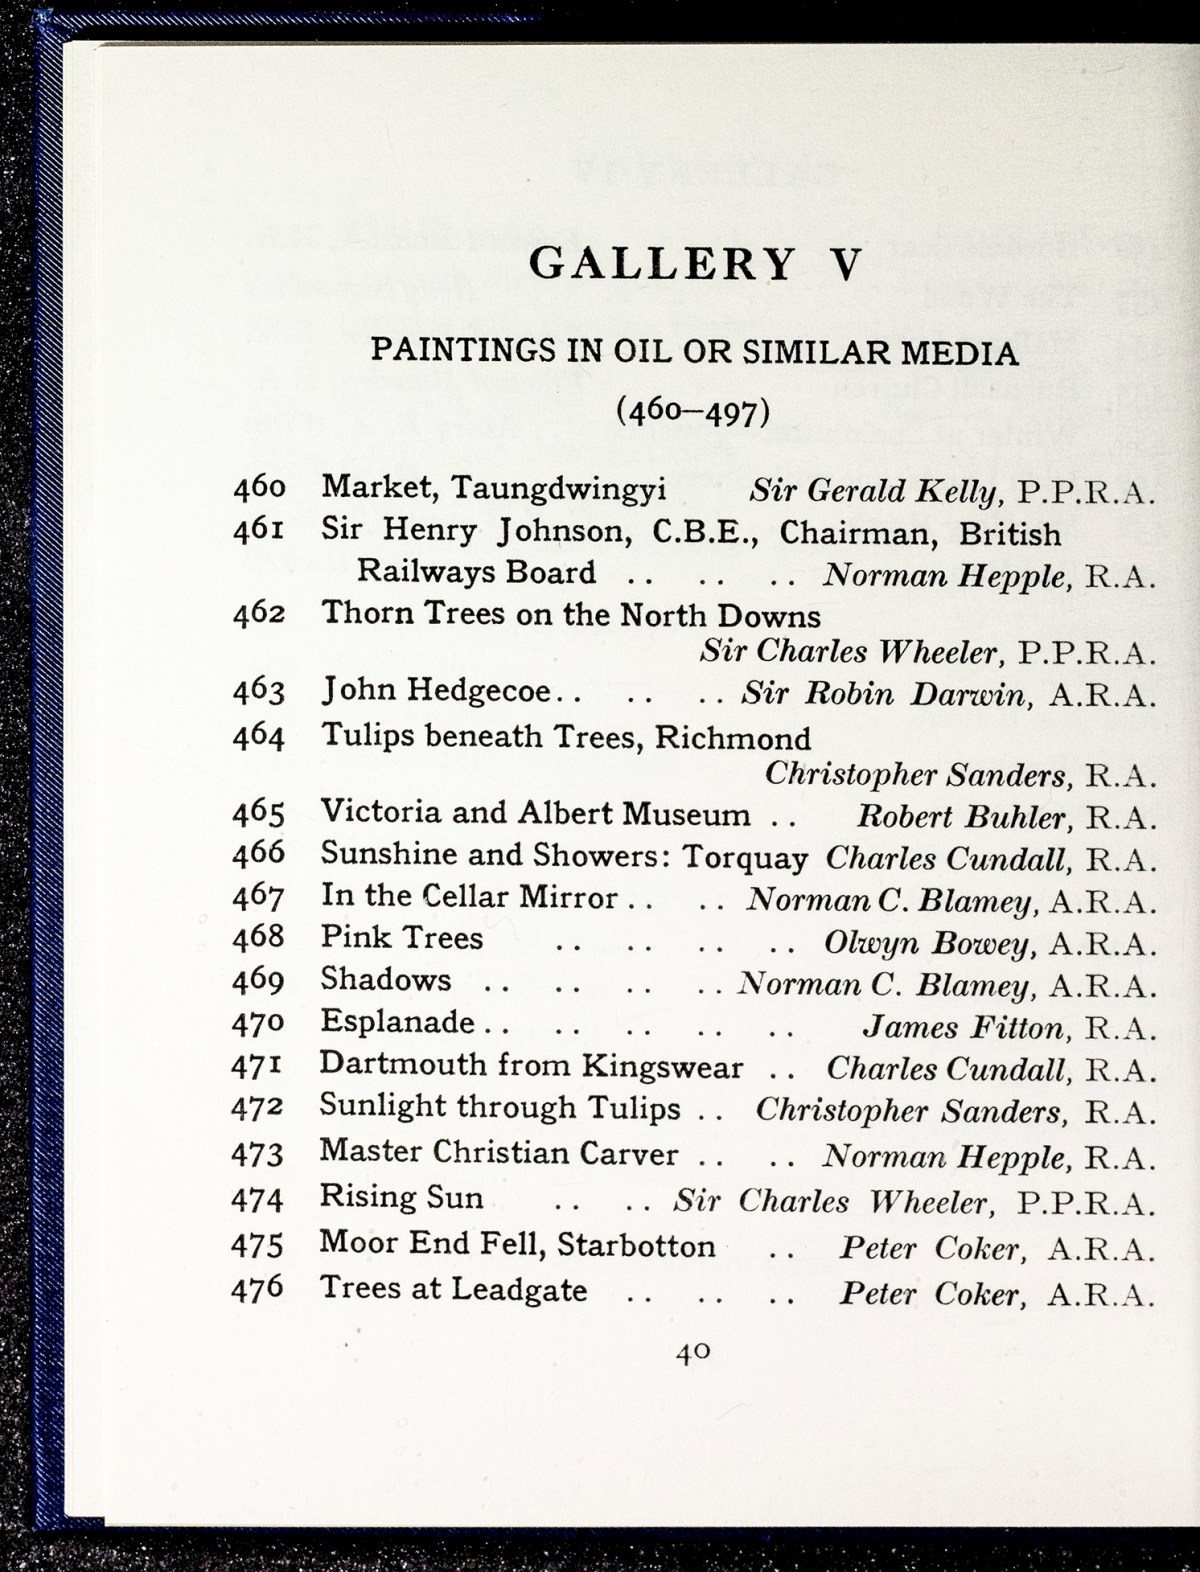 GALLERY V
PAINTINGS IN OIL OR SIMILAR MEDIA
(460–497)
460 Market, Taungdwingyi Sir Gerald Kelly, P.P.R.A.
461 Sir Henry Johnson, C.B.E., Chairman, British
Railways Board .. .. .. Norman Hepple, R.A.
462 Thorn Trees on the North Downs
Sir Charles Wheeler, P.P.R.A.
463 John Hedgecoe .. .. .. Sir Robin Darwin, A.R.A.
464 Tulips beneath Trees, Richmond
Christopher Sanders, R.A.
465 Victoria and Albert Museum .. Robert Buhler, R.A.
466 Sunshine and Showers: Torquay Charles Cundall, R.A.
467 In the Cellar Mirror .. .. Norman C. Blamey, A.R.A.
468 Pink Trees .. .. .. .. Olwyn Bowey, A.R.A.
469 Shadows .. .. .. .. Norman C. Blamey, A.R.A.
470 Esplanade .. .. .. .. .. James Fitton, R.A.
471 Dartmouth from Kingswear .. Charles Cundall, R.A.
472 Sunlight through Tulips .. Christopher Sanders, R.A.
473 Master Christian Carver .. .. Norman Hepple, R.A.
474 Rising Sun .. .. Sir Charles Wheeler, P.P.R.A.
475 Moor End Fell, Starbotton .. Peter Coker, A.R.A.
476 Trees at Leadgate .. .. .. Peter Coker, A.R.A.
40